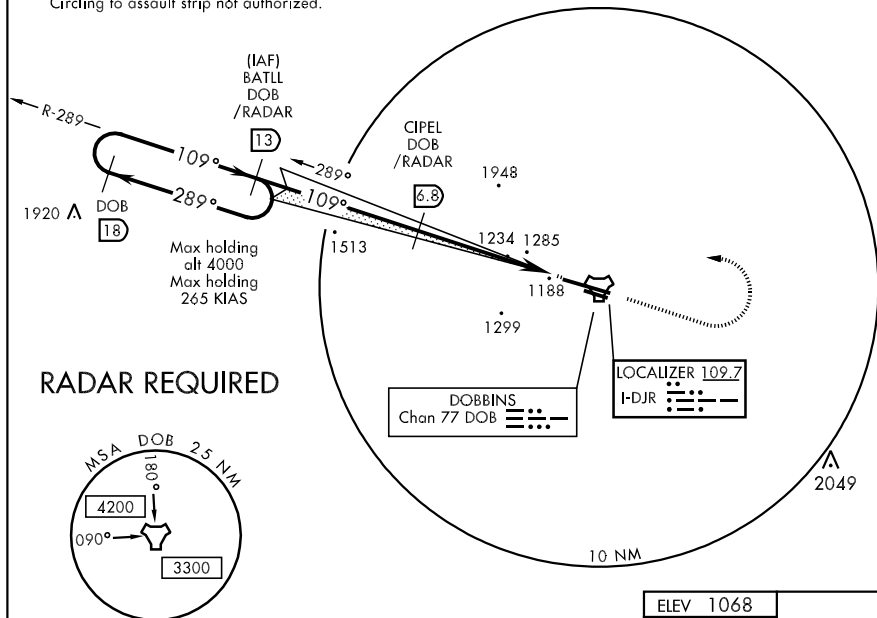 Circling to assault strip not authorized.
(IAF)
BATLL
DOB
/RADAR
13
R-289
109°
289°
DOB
18
1920
Max holding
alt 4000
Max holding
265 KIAS
289°
109°
CIPEL
DOB
/RADAR
6.8
1948
1513
1234
1285
1188
1299
RADAR REQUIRED
DOBBINS
Chan 77 DOB
LOCALIZER 109.7
I-DJR
2049
10 NM
MSA DOB 25 NM
180°
4200
090°
3300
ELEV 1068